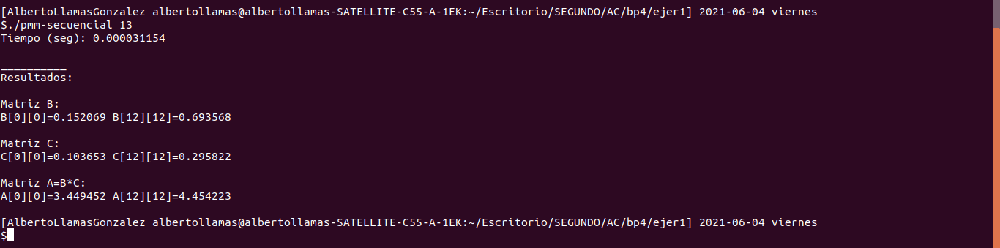 [AlbertoLlamasGonzalez albertollamas@albertollamas-SATELLITE-C55-A-1EK:~/Escritorio/SEGUNDO/AC/bp4/ejer1] 2021-06-04 viernes
$./pmm-secuencial 13
Tiempo (seg): 0.000031154
__________
Resultados:
Matriz B:
B[0][0]=0.152069 B[12][12]=0.693568
Matriz C:
C[0][0]=0.103653 C[12][12]=0.295822
Matriz A=B*C:
A[0][0]=3.449452 A[12][12]=4.454223
[AlbertoLlamasGonzalez albertollamas@albertollamas-SATELLITE-C55-A-1EK:~/Escritorio/SEGUNDO/AC/bp4/ejer1] 2021-06-04 viernes
$